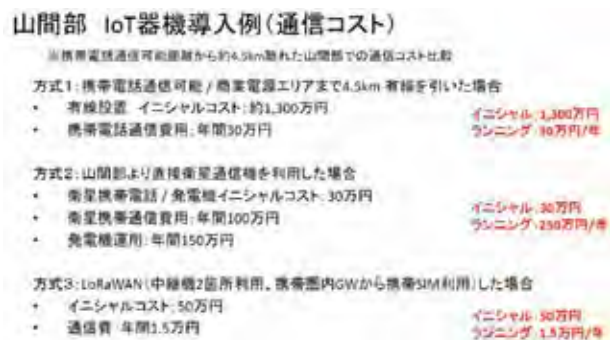 山間部 IoT器機導入例(通信コスト)
※携帯電話通信可能距離から約4.5km離れた山間部での通信コスト比較
方式1:携帯電話通信可能/商業電源エリアまで4.5km 有線を引いた場合
・ 有線設置 イニシャルコスト:約1,300万円
・ 携帯電話通信費用:年間30万円
イニシャル:1,300万円
ランニング:30万円/年
方式2:山間部より直接衛星通信機を利用した場合
・ 衛星携帯電話/発電機イニシャルコスト:30万円
・ 衛星携帯通信費用:年間100万円
・ 発電機運用:年間150万円
イニシャル:30万円
ランニング:250万円/年
方式3:LoRaWAN(中継機2箇所利用、携帯圏内GWから携帯SIM利用)した場合
・ イニシャルコスト:50万円
・ 通信費 年間1.5万円
イニシャル:50万円
ランニング:1.5万円/年